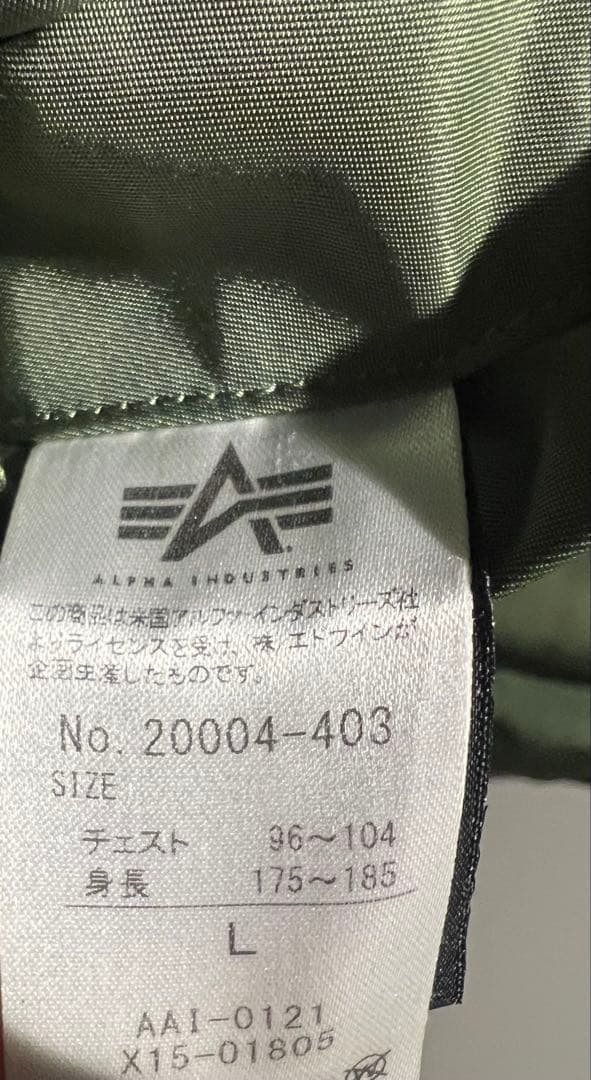 ALPHA INDUSTRIES
この商品は米国アルファーインダストリーズ社
よりライセンスを受け、㈱エドウインが
企画生産したものです。
No. 20004-403
SIZE
チェスト 96～104
身長 175～185
L
AAI-0121
X15-01805